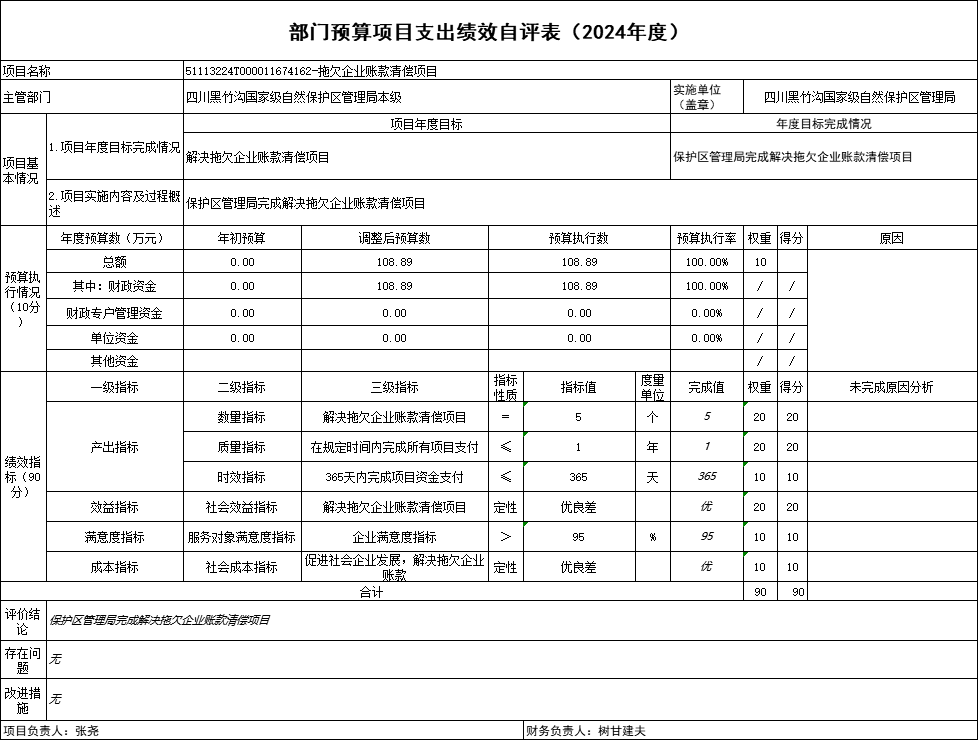 部门预算项目支出绩效自评表（2024年度）
项目名称 51113224T000011674162-拖欠企业账款清偿项目
主管部门 四川黑竹沟国家级自然保护区管理局本级 实施单位（盖章） 四川黑竹沟国家级自然保护区管理局
项目基本情况 1.项目年度目标完成情况 项目年度目标 年度目标完成情况
解决拖欠企业账款清偿项目 保护区管理局完成解决拖欠企业账款清偿项目
2.项目实施内容及过程概述 保护区管理局完成解决拖欠企业账款清偿项目
预算执行情况（10分） 年度预算数（万元） 年初预算 调整后预算数 预算执行数 预算执行率 权重 得分 原因
总额 0.00 108.89 108.89 100.00% 10
其中：财政资金 0.00 108.89 108.89 100.00% / /
财政专户管理资金 0.00 0.00 0.00 0.00% / /
单位资金 0.00 0.00 0.00 0.00% / /
其他资金 / /
绩效指标（90分） 一级指标 二级指标 三级指标 指标性质 指标值 度量单位 完成值 权重 得分 未完成原因分析
产出指标 数量指标 解决拖欠企业账款清偿项目 = 5 个 5 20 20
质量指标 在规定时间内完成所有项目支付 ≤ 1 年 1 20 20
时效指标 365天内完成项目资金支付 ≤ 365 天 365 10 10
效益指标 社会效益指标 解决拖欠企业账款清偿项目 定性 优良差 优 20 20
满意度指标 服务对象满意度指标 企业满意度指标 ＞ 95 % 95 10 10
成本指标 社会成本指标 促进社会企业发展，解决拖欠企业账款 定性 优良差 优 10 10
合计 90 90
评价结论 保护区管理局完成解决拖欠企业账款清偿项目
存在问题 无
改进措施 无
项目负责人：张尧 财务负责人：树甘建夫